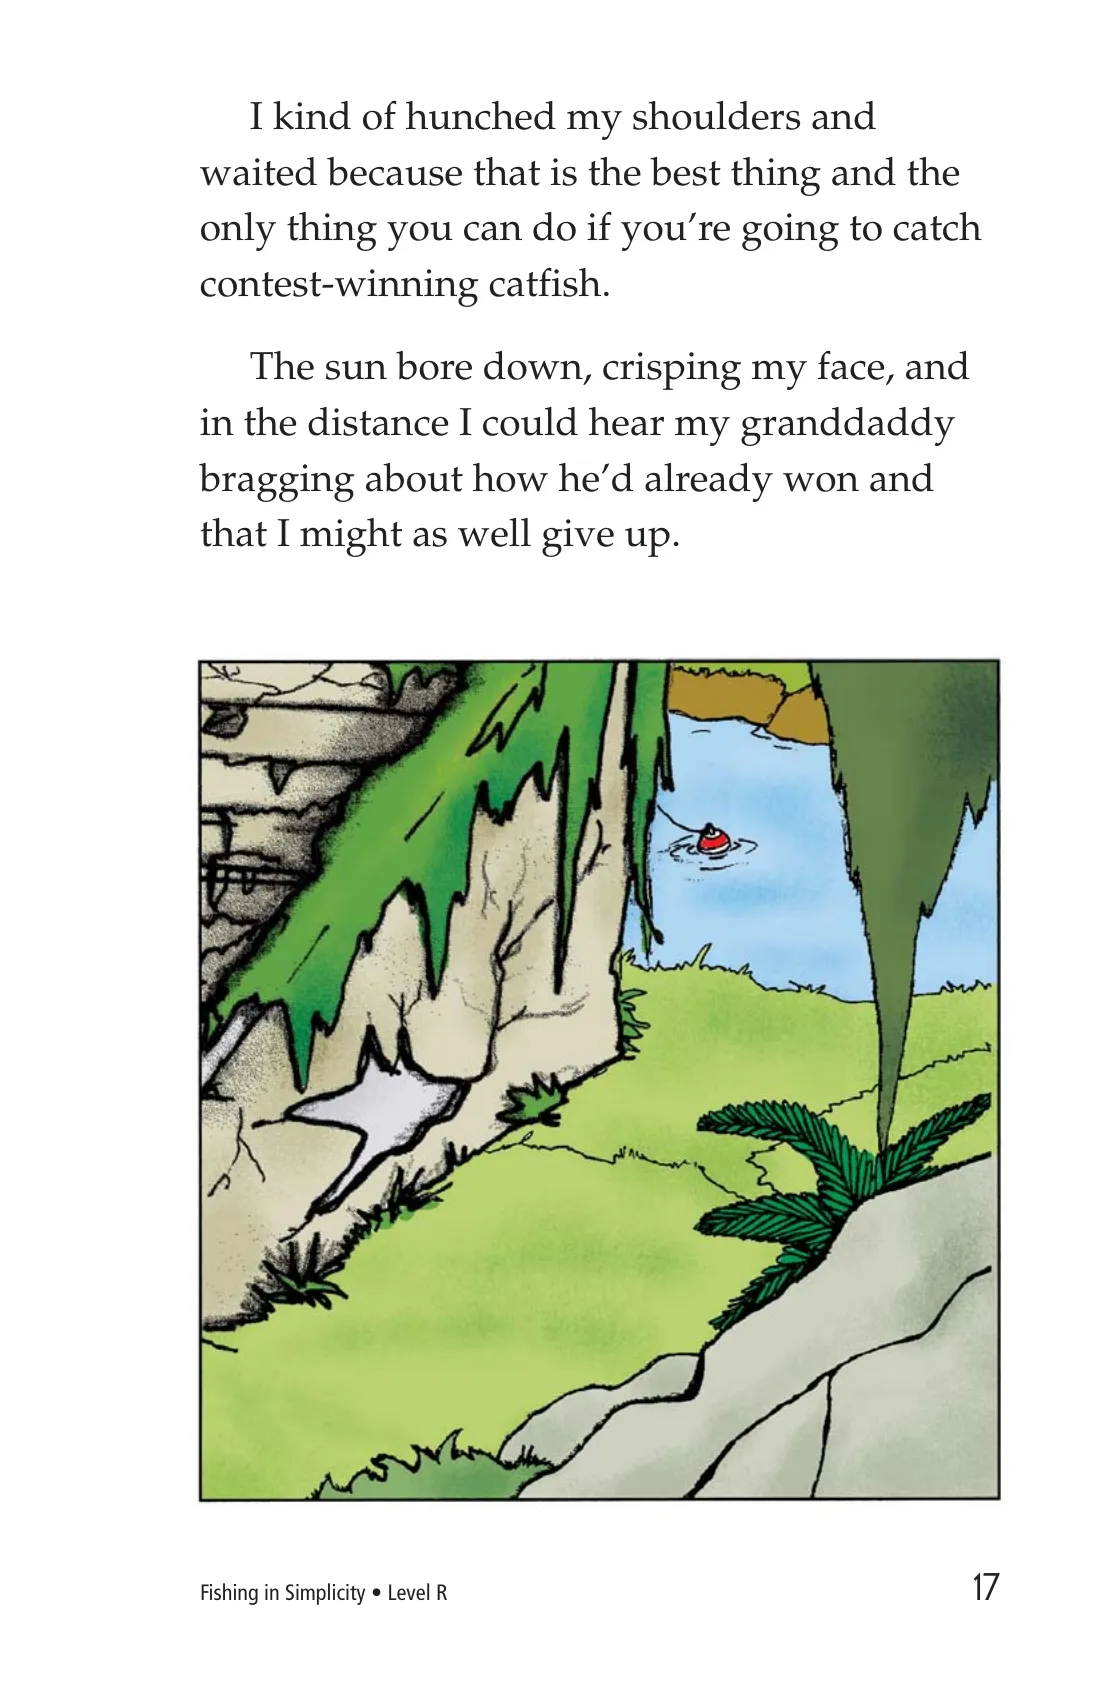 I kind of hunched my shoulders and
waited because that is the best thing and the
only thing you can do if you’re going to catch
contest-winning catfish.
The sun bore down, crisping my face, and
in the distance I could hear my granddaddy
bragging about how he’d already won and
that I might as well give up.
Fishing in Simplicity • Level R
17